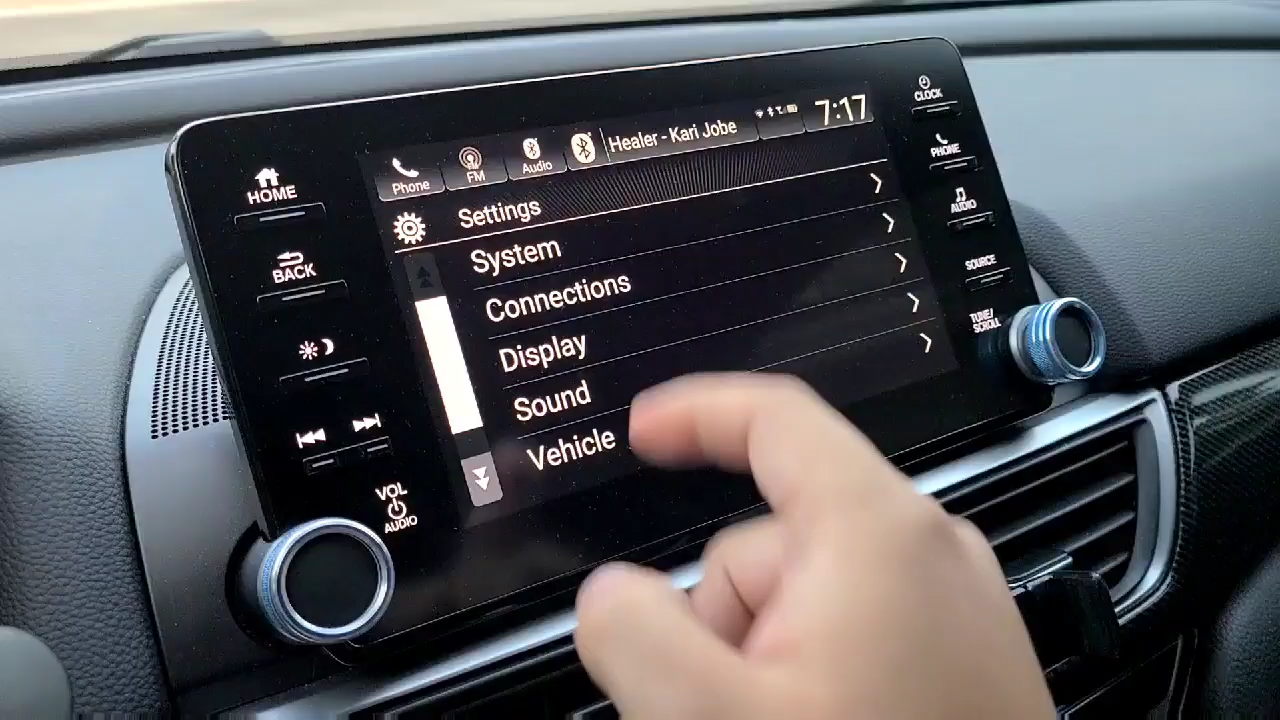 HOME
BACK
VOL
AUDIO
Phone
FM
Audio
Healer - Kari Jobe
7:17
Settings
System
Connections
Display
Sound
Vehicle
CLOCK
PHONE
AUDIO
SOURCE
TUNE/
SCROLL